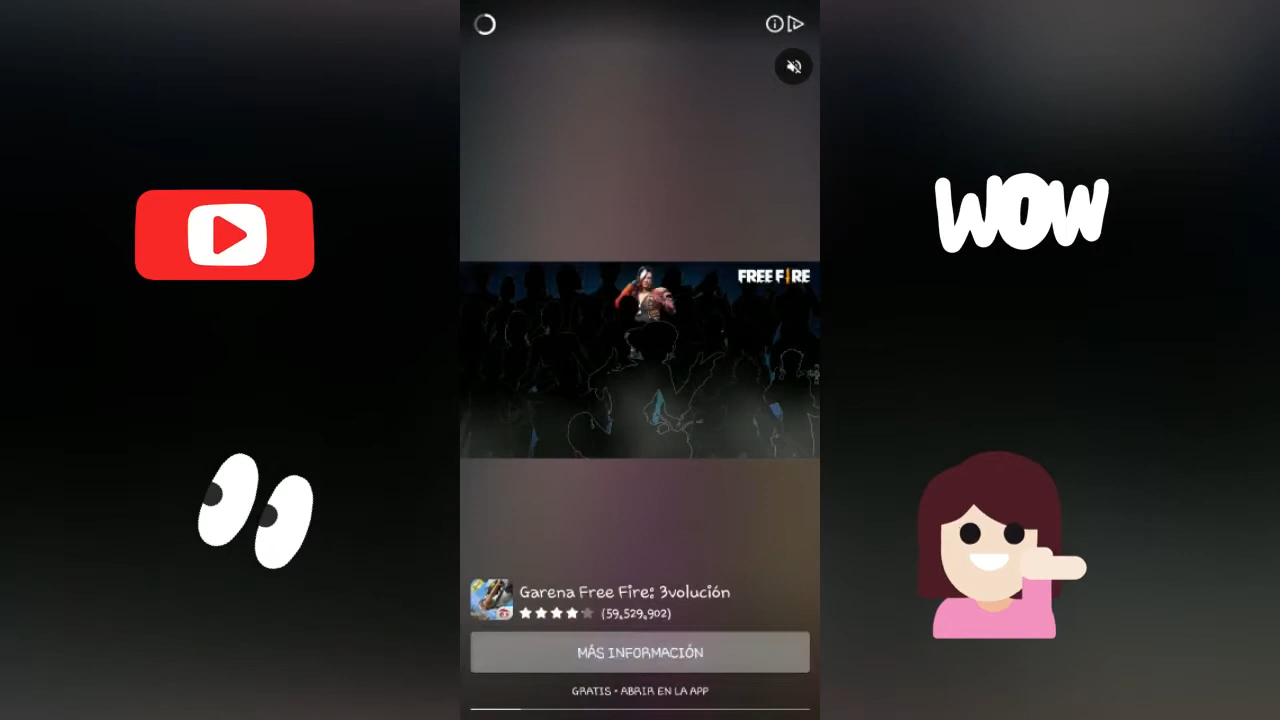 WOW
FREE FIRE
Garena Free Fire: 3volución
(59,529,902)
MÁS INFORMACIÓN
GRATIS • ABRIR EN LA APP